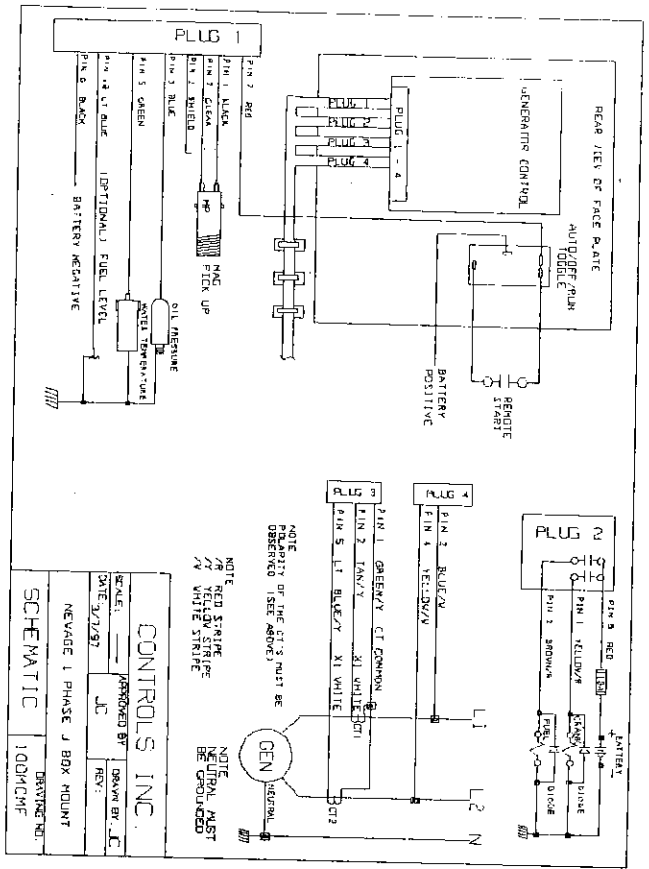 PLUG 1
PIN 7 RED
PIN 1 BLACK
PIN 2 CLEAR
PIN 2 SHIELD
PIN 3 BLUE
PIN 5 GREEN
PIN 12 LT BLUE (OPTIONAL) FUEL LEVEL
PIN 6 BLACK BATTERY NEGATIVE
MP
MAG
PICK UP
OIL PRESSURE
WATER TEMPERATURE
REAR VIEW OF FACE PLATE
GENERATOR CONTROL
PLUG 1 - 4
PLUG 1
PLUG 2
PLUG 3
PLUG 4
AUTO/OFF/RUN
TOGGLE
BATTERY
POSITIVE
REMOTE
START
PLUG 2
PIN 8 RED
PIN 1 YELLOW/R
PIN 2 BROWN/R
+ BATTERY -
CRANK
DIODE
FUEL
DIODE
PLUG 4
PIN 2 BLUE/W
PIN 4 YELLOW/W
PLUG 3
PIN 1 GREEN/Y CT COMMON
PIN 2 TAN/Y X1 WHITE
PIN 5 LT BLUE/Y X1 WHITE
CT1
CT2
L1
L2
N
GEN
NEUTRAL
NOTE
POLARITY OF THE CT'S MUST BE
OBSERVED (SEE ABOVE)
NOTE
/R RED STRIPE
/Y YELLOW STRIPE
/W WHITE STRIPE
NOTE
NEUTRAL MUST
BE GROUNDED
CONTROLS INC.
SCALE:
APPROVED BY
DRAWN BY JC
DATE: 3/7/97
JC
REV:
NEVAGE 1 PHASE J BOX MOUNT
SCHEMATIC
DRAWING NO.
100MCMF